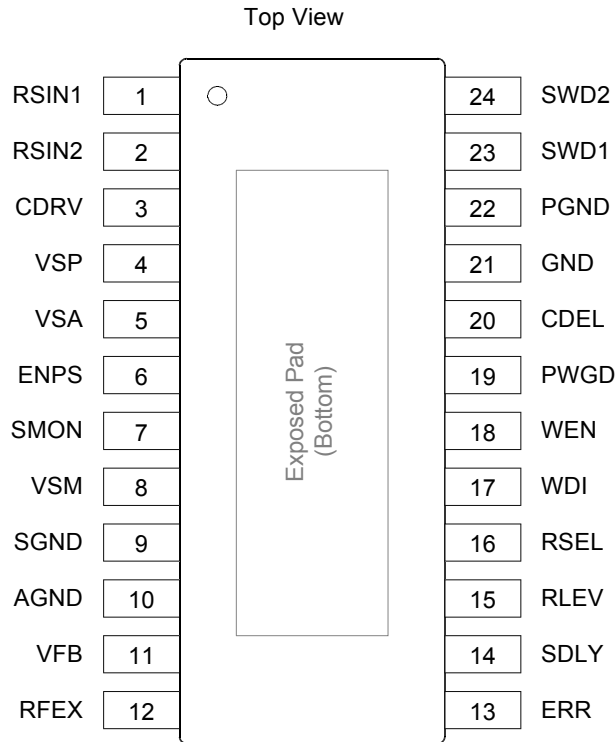 Top View
RSIN1 1 24 SWD2
RSIN2 2 23 SWD1
CDRV 3 22 PGND
VSP 4 21 GND
VSA 5 20 CDEL
ENPS 6 19 PWGD
SMON 7 18 WEN
VSM 8 17 WDI
SGND 9 16 RSEL
AGND 10 15 RLEV
VFB 11 14 SDLY
RFEX 12 13 ERR
Exposed Pad
(Bottom)